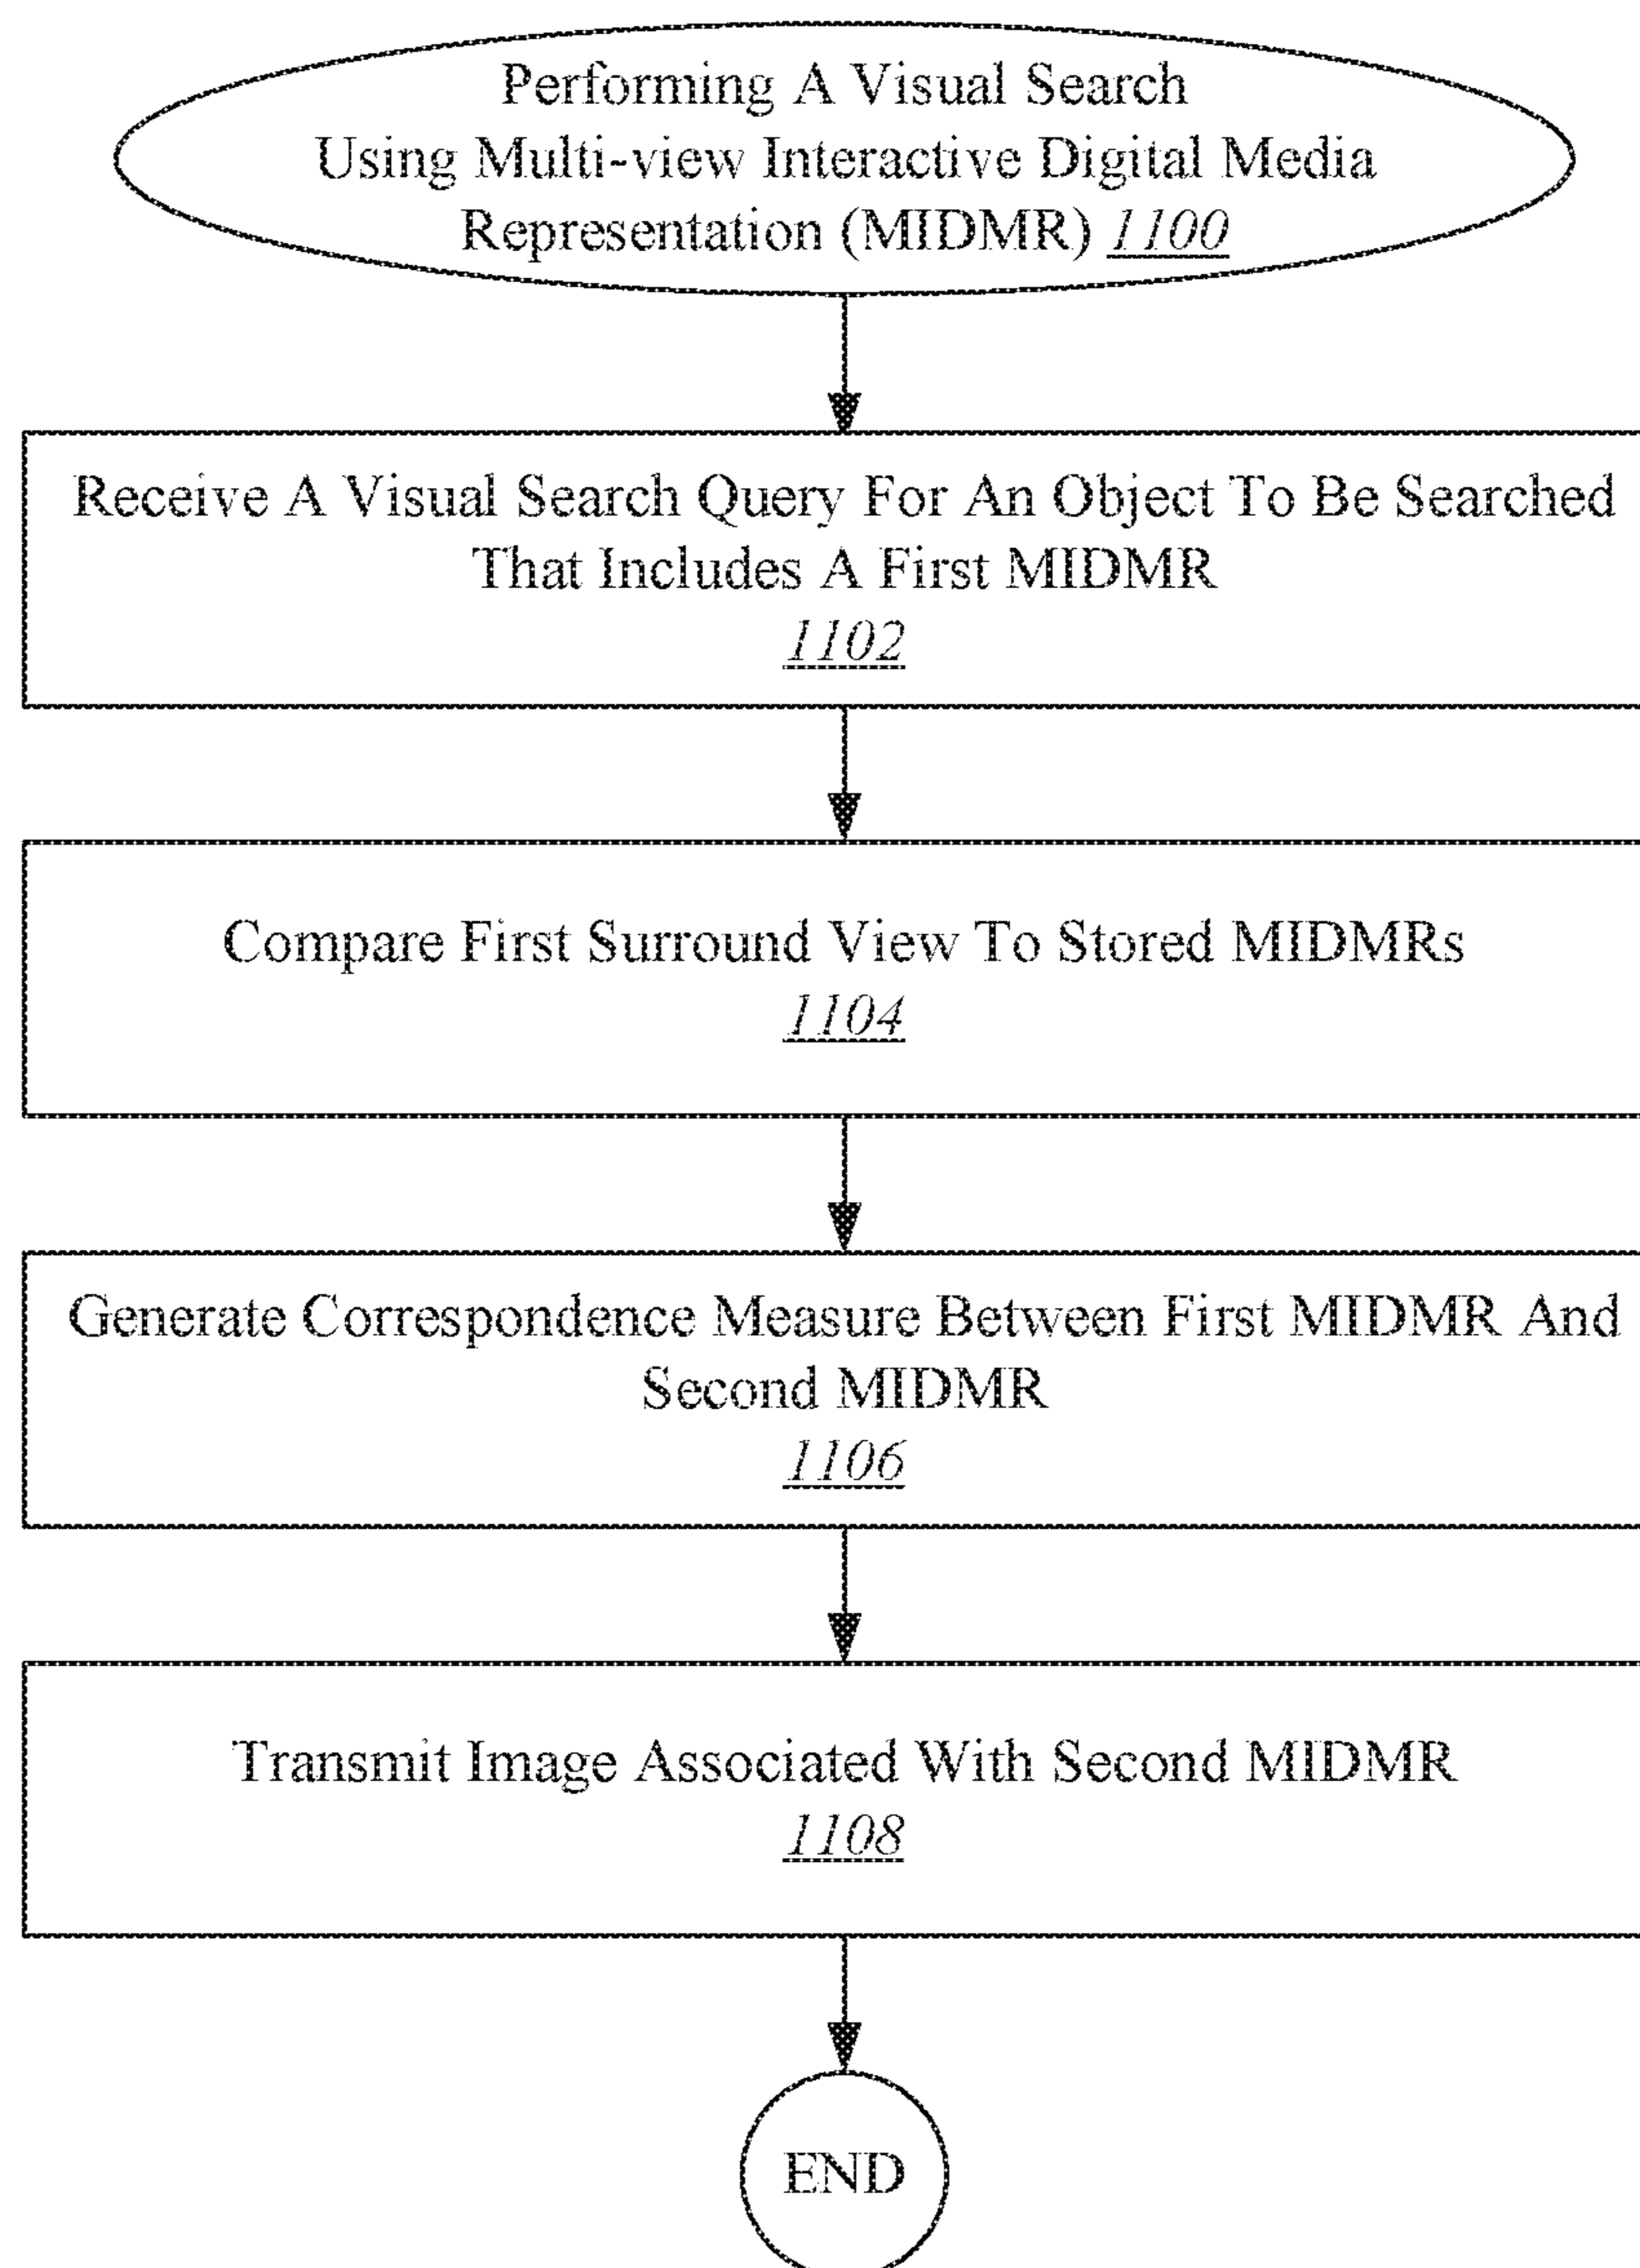 Performing A Visual Search
Using Multi-view Interactive Digital Media
Representation (MIDMR) 1100
Receive A Visual Search Query For An Object To Be Searched
That Includes A First MIDMR
1102
Compare First Surround View To Stored MIDMRs
1104
Generate Correspondence Measure Between First MIDMR And
Second MIDMR
1106
Transmit Image Associated With Second MIDMR
1108
END